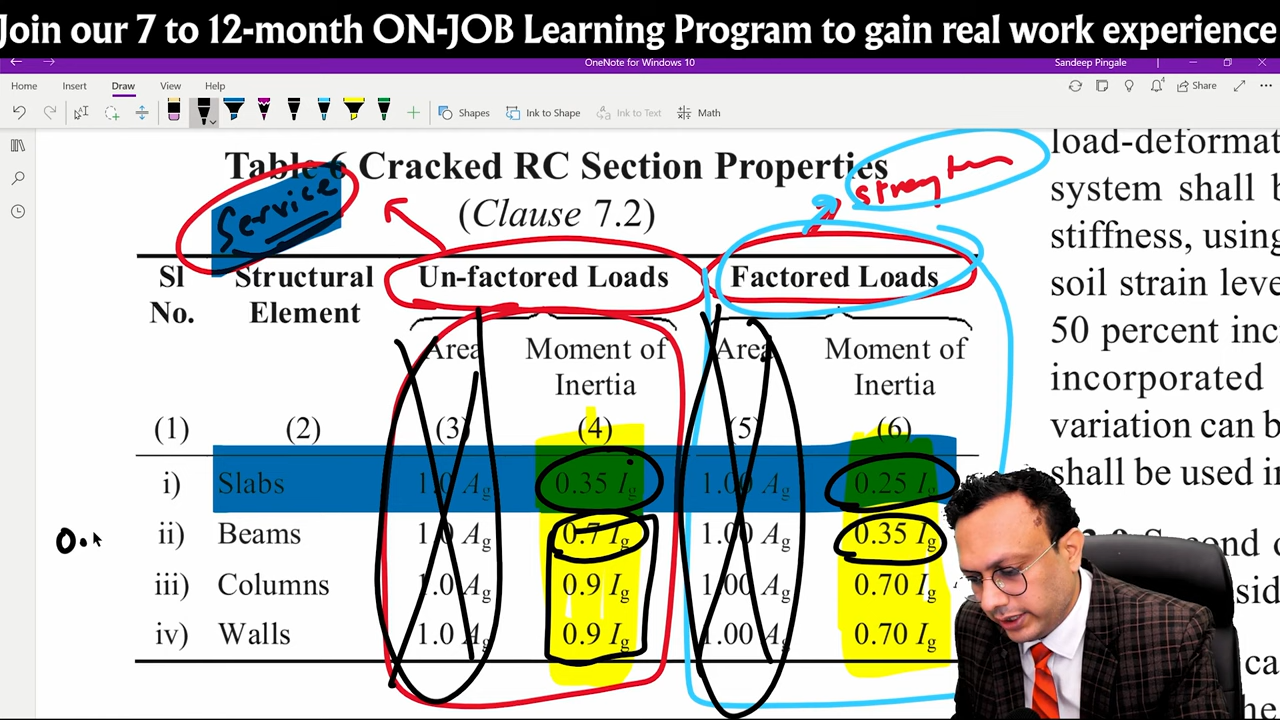 Join our 7 to 12-month ON-JOB Learning Program to gain real work experience
OneNote for Windows 10
Sandeep Pingale
Home Insert Draw View Help
Share
Shapes Ink to Shape Ink to Text Math
Table 6 Cracked RC Section Properties
(Clause 7.2)
Service
strength
Sl No. Structural Element Un-factored Loads Factored Loads
Area Moment of Inertia Area Moment of Inertia
(1) (2) (3) (4) (5) (6)
i) Slabs 1.0 Ag 0.35 Ig 1.00 Ag 0.25 Ig
ii) Beams 1.0 Ag 0.7 Ig 1.00 Ag 0.35 Ig
iii) Columns 1.0 Ag 0.9 Ig 1.00 Ag 0.70 Ig
iv) Walls 1.0 Ag 0.9 Ig 1.00 Ag 0.70 Ig
0.
load-deformat
system shall b
stiffness, using
soil strain leve
50 percent inc
incorporated
variation can b
shall be used in